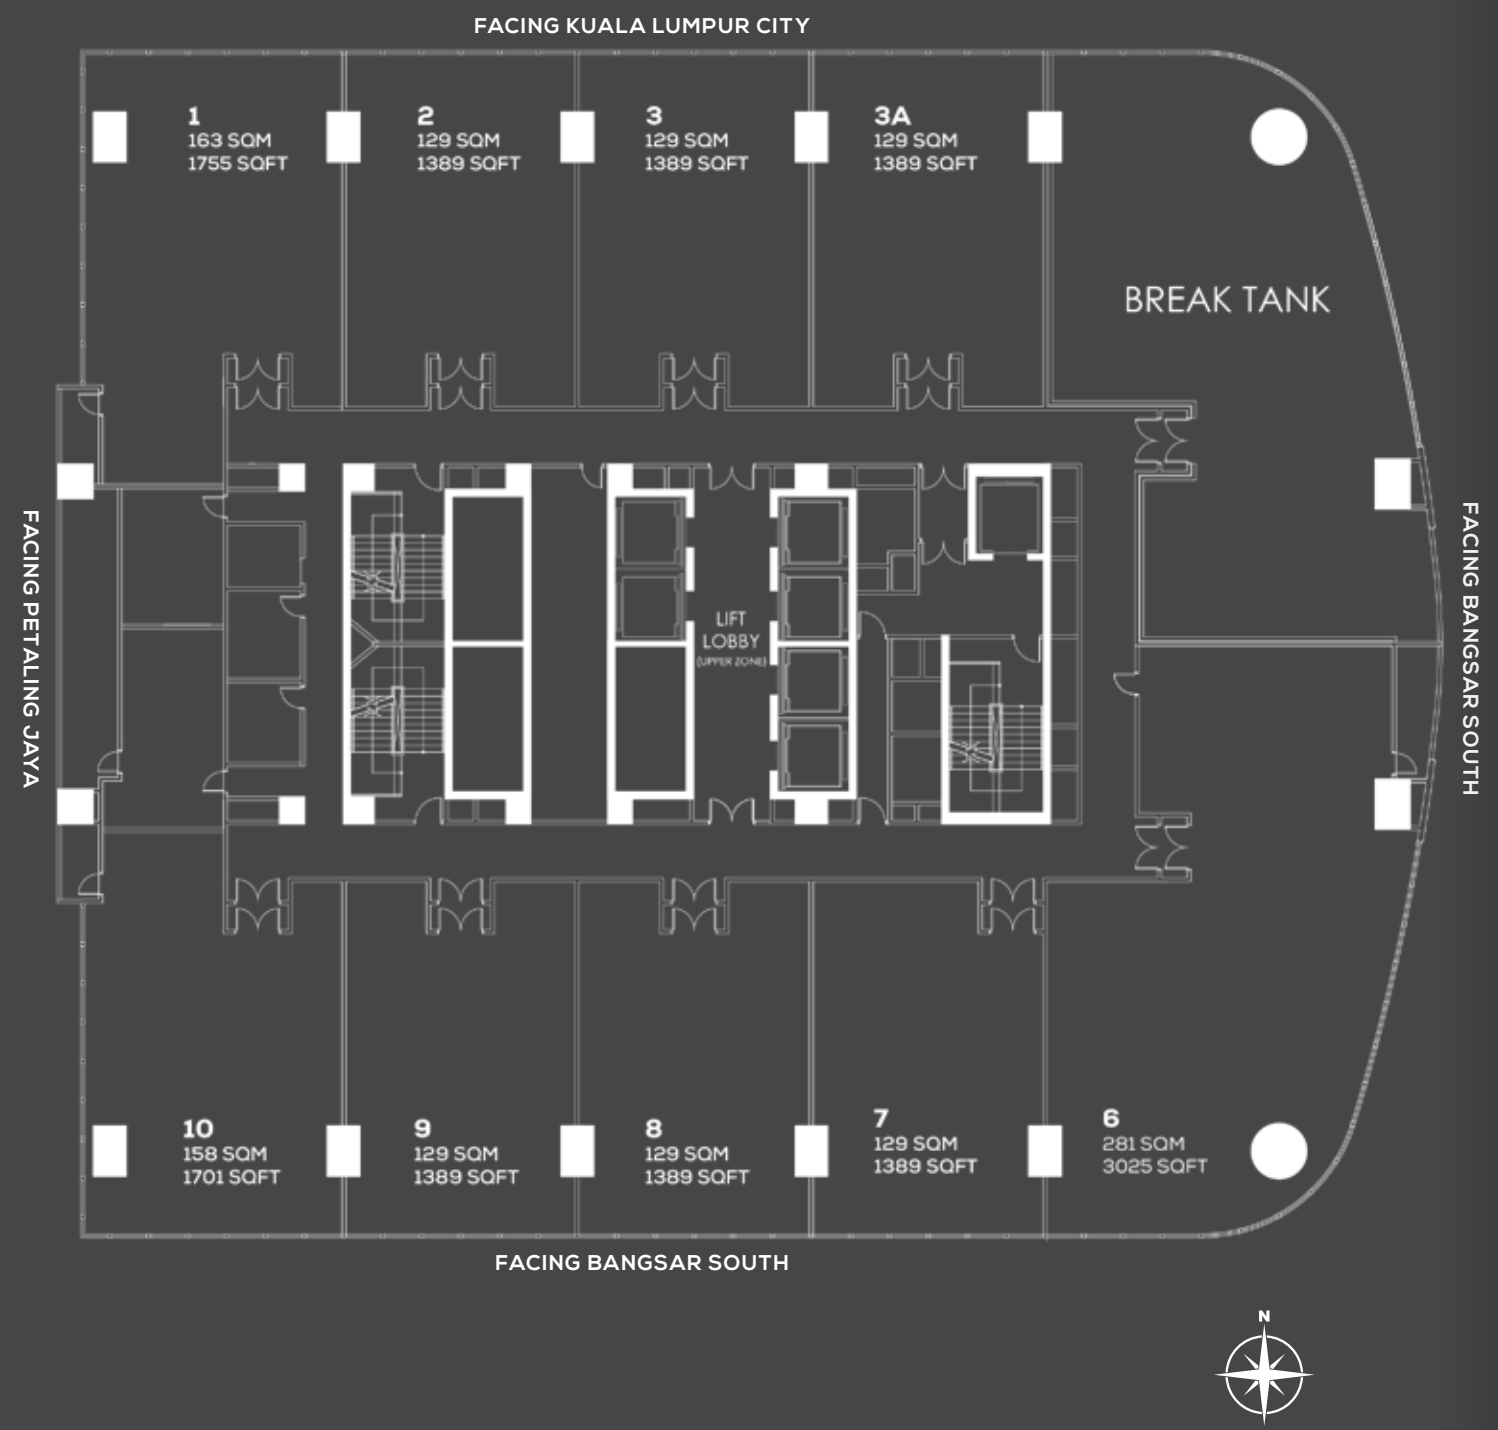 FACING KUALA LUMPUR CITY
1
163 SQM
1755 SQFT
2
129 SQM
1389 SQFT
3
129 SQM
1389 SQFT
3A
129 SQM
1389 SQFT
BREAK TANK
FACING PETALING JAYA
LIFT
LOBBY
(UPPER ZONE)
FACING BANGSAR SOUTH
10
158 SQM
1701 SQFT
9
129 SQM
1389 SQFT
8
129 SQM
1389 SQFT
7
129 SQM
1389 SQFT
6
281 SQM
3025 SQFT
FACING BANGSAR SOUTH
N